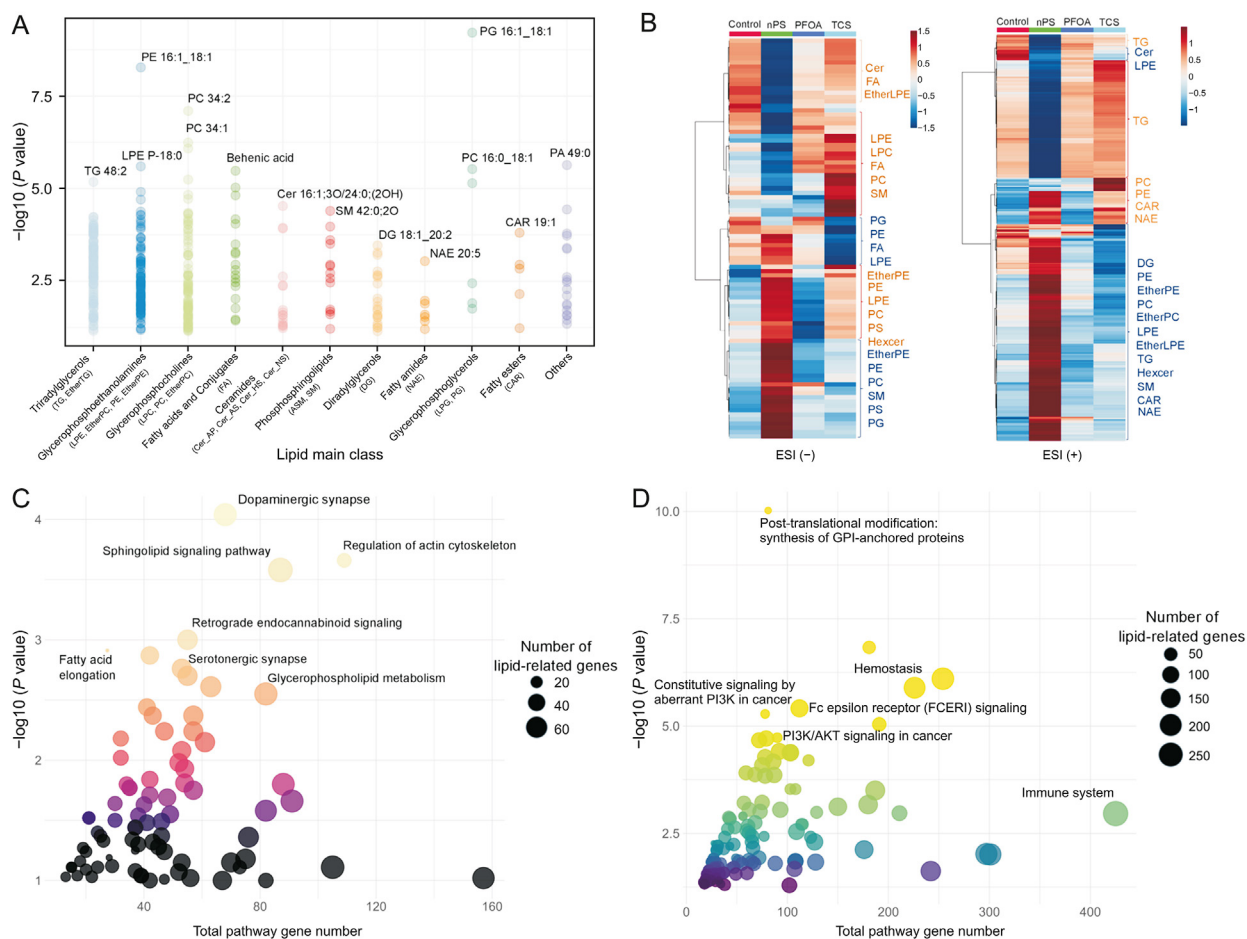 A
PG 16:1_18:1
PE 16:1_18:1
7.5
PC 34:2
PC 34:1
LPE P-18:0
Behenic acid
PC 16:0_18:1
PA 49:0
TG 48:2
5.0
Cer 16:1;3O/24:0;(2OH)
SM 42:0;2O
CAR 19:1
DG 18:1_20:2
NAE 20:5
2.5
−log10 (P value)
Triradylglycerols
(TG, EtherTG)
Glycerophosphoethanolamines
(LPE, EtherPC, PE, EtherPE)
Glycerophosphocholines
(LPC, PC, EtherPC)
Fatty acids and Conjugates
(FA)
Ceramides
(Cer_AP, Cer_AS, Cer_HS, Cer_NS)
Phosphosphingolipids
(ASM, SM)
Diradylglycerols
(DG)
Fatty amides
(NAE)
Glycerophosphoglycerols
(LPG, PG)
Fatty esters
(CAR)
Others
Lipid main class
B
Control nPS PFOA TCS
1.5
1
0.5
0
−0.5
−1
−1.5
Cer
FA
EtherLPE
LPE
LPC
FA
PC
SM
PG
PE
FA
LPE
EtherPE
PE
LPE
PC
PS
Hexcer
EtherPE
PE
PC
SM
PS
PG
ESI (−)
Control nPS PFOA TCS
1
0.5
0
−0.5
−1
TG
Cer
LPE
TG
PC
PE
CAR
NAE
DG
PE
EtherPE
PC
EtherPC
LPE
EtherLPE
TG
Hexcer
SM
CAR
NAE
ESI (+)
C
4
Dopaminergic synapse
Sphingolipid signaling pathway
Regulation of actin cytoskeleton
3
Retrograde endocannabinoid signaling
Fatty acid
elongation
Serotonergic synapse
Glycerophospholipid metabolism
2
1
−log10 (P value)
40 80 120 160
Total pathway gene number
Number of
lipid-related genes
20
40
60
D
10.0
Post-translational modification:
synthesis of GPI-anchored proteins
7.5
Hemostasis
Constitutive signaling by
aberrant PI3K in cancer
Fc epsilon receptor (FCERI) signaling
5.0
PI3K/AKT signaling in cancer
Immune system
2.5
−log10 (P value)
0 100 200 300 400
Total pathway gene number
Number of
lipid-related genes
50
100
150
200
250